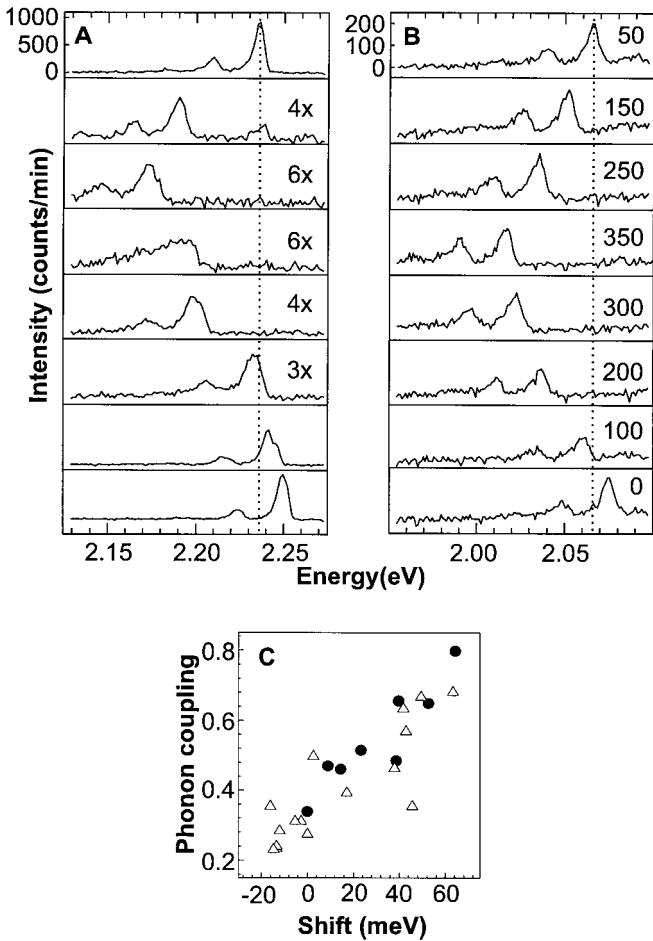 1000
500
0
A
200
100
0
B
50
4x
150
6x
250
6x
350
4x
300
3x
200
100
0
Intensity (counts/min)
2.15
2.20
2.25
2.00
2.05
Energy(eV)
0.8
0.6
0.4
0.2
C
Phonon coupling
-20
0
20
40
60
Shift (meV)